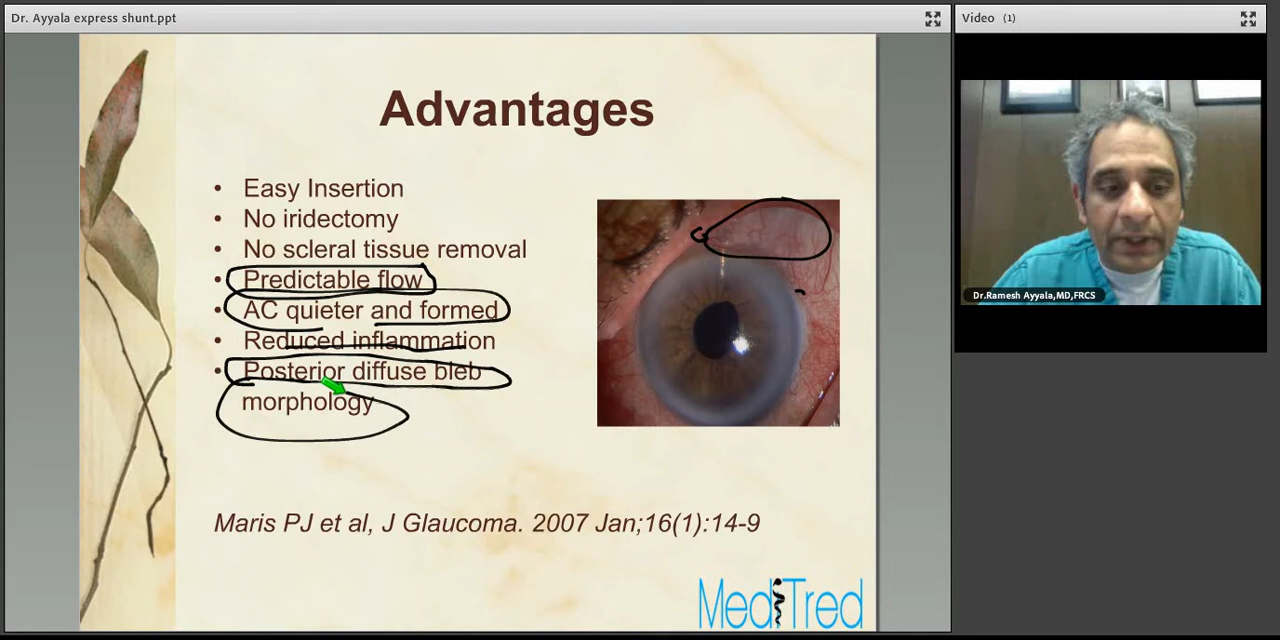 Dr. Ayyala express shunt.ppt
Video (1)
Advantages
• Easy Insertion
• No iridectomy
• No scleral tissue removal
• Predictable flow
• AC quieter and formed
• Reduced inflammation
• Posterior diffuse bleb
morphology
Dr.Ramesh Ayyala,MD,FRCS
Maris PJ et al, J Glaucoma. 2007 Jan;16(1):14-9
MediTred